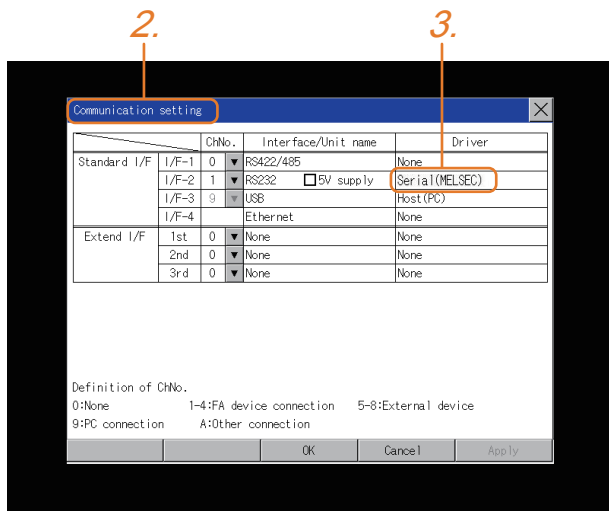 2.
3.
Communication setting
ChNo. Interface/Unit name Driver
Standard I/F I/F-1 0 ▼ RS422/485 None
I/F-2 1 ▼ RS232 5V supply Serial(MELSEC)
I/F-3 9 ▼ USB Host(PC)
I/F-4 Ethernet None
Extend I/F 1st 0 ▼ None None
2nd 0 ▼ None None
3rd 0 ▼ None None
Definition of ChNo.
0:None 1-4:FA device connection 5-8:External device
9:PC connection A:Other connection
OK Cancel Apply